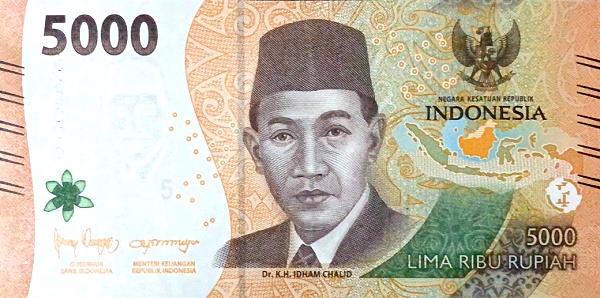 5000
NEGARA KESATUAN REPUBLIK
INDONESIA
GUBERNUR
BANK INDONESIA
MENTERI KEUANGAN
REPUBLIK INDONESIA
Dr. K.H. IDHAM CHALID
5000
LIMA RIBU RUPIAH